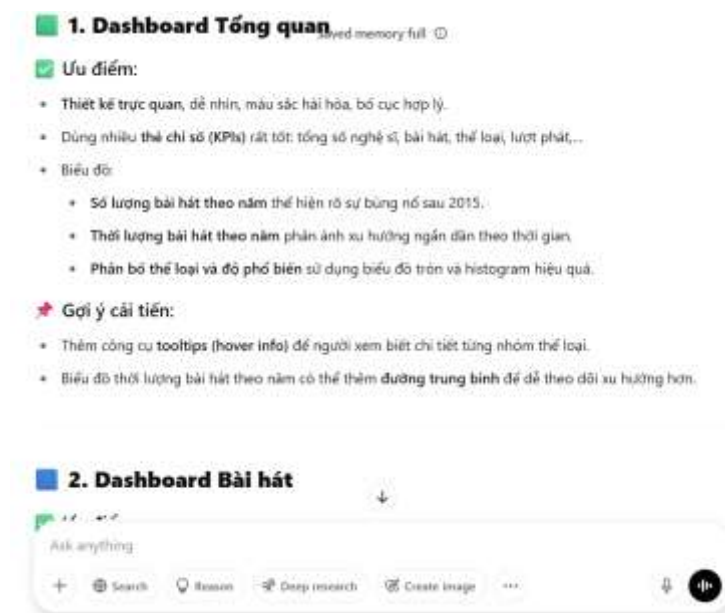 1. Dashboard Tổng quan
saved memory full
Ưu điểm:
Thiết kế trực quan, dễ nhìn, màu sắc hài hòa, bố cục hợp lý.
Dùng nhiều thẻ chỉ số (KPIs) rất tốt: tổng số nghệ sĩ, bài hát, thể loại, lượt phát,...
Biểu đồ:
Số lượng bài hát theo năm thể hiện rõ sự bùng nổ sau 2015.
Thời lượng bài hát theo năm phản ánh xu hướng ngắn dần theo thời gian.
Phân bố thể loại và độ phổ biến sử dụng biểu đồ tròn và histogram hiệu quả.
Gợi ý cải tiến:
Thêm công cụ tooltips (hover info) để người xem biết chi tiết từng nhóm thể loại.
Biểu đồ thời lượng bài hát theo năm có thể thêm đường trung bình để dễ theo dõi xu hướng hơn.
2. Dashboard Bài hát
Ask anything
Search Reason Deep research Create image